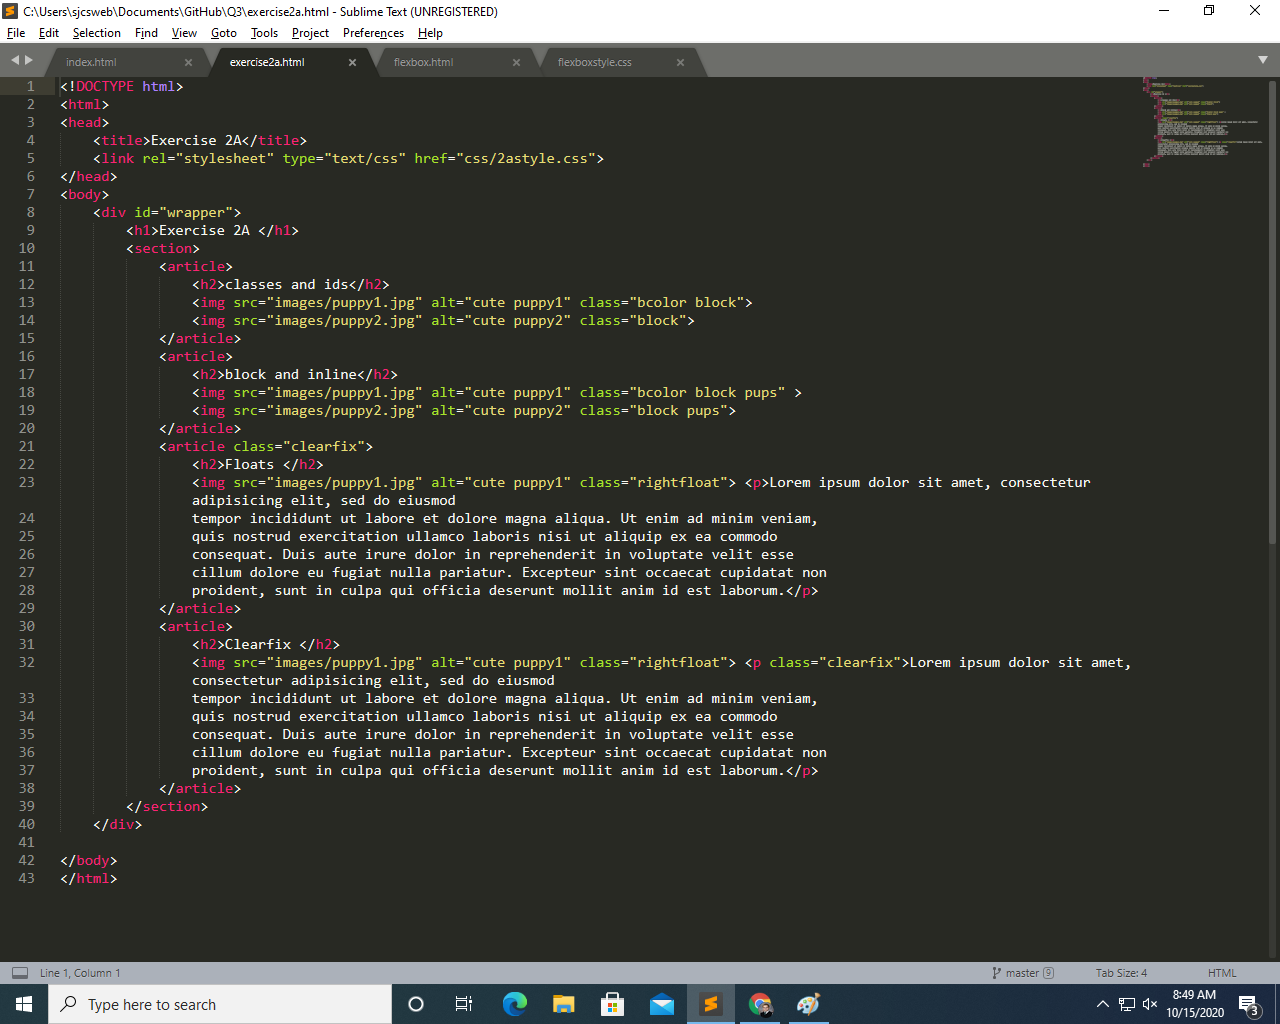 C:\Users\sjcsweb\Documents\GitHub\Q3\exercise2a.html - Sublime Text (UNREGISTERED)
File Edit Selection Find View Goto Tools Project Preferences Help
index.html × exercise2a.html × flexbox.html × flexboxstyle.css ×
1 <!DOCTYPE html>
2 <html>
3 <head>
4 <title>Exercise 2A</title>
5 <link rel="stylesheet" type="text/css" href="css/2astyle.css">
6 </head>
7 <body>
8 <div id="wrapper">
9 <h1>Exercise 2A </h1>
10 <section>
11 <article>
12 <h2>classes and ids</h2>
13 <img src="images/puppy1.jpg" alt="cute puppy1" class="bcolor block">
14 <img src="images/puppy2.jpg" alt="cute puppy2" class="block">
15 </article>
16 <article>
17 <h2>block and inline</h2>
18 <img src="images/puppy1.jpg" alt="cute puppy1" class="bcolor block pups" >
19 <img src="images/puppy2.jpg" alt="cute puppy2" class="block pups">
20 </article>
21 <article class="clearfix">
22 <h2>Floats </h2>
23 <img src="images/puppy1.jpg" alt="cute puppy1" class="rightfloat"> <p>Lorem ipsum dolor sit amet, consectetur
adipisicing elit, sed do eiusmod
24 tempor incididunt ut labore et dolore magna aliqua. Ut enim ad minim veniam,
25 quis nostrud exercitation ullamco laboris nisi ut aliquip ex ea commodo
26 consequat. Duis aute irure dolor in reprehenderit in voluptate velit esse
27 cillum dolore eu fugiat nulla pariatur. Excepteur sint occaecat cupidatat non
28 proident, sunt in culpa qui officia deserunt mollit anim id est laborum.</p>
29 </article>
30 <article>
31 <h2>Clearfix </h2>
32 <img src="images/puppy1.jpg" alt="cute puppy1" class="rightfloat"> <p class="clearfix">Lorem ipsum dolor sit amet,
consectetur adipisicing elit, sed do eiusmod
33 tempor incididunt ut labore et dolore magna aliqua. Ut enim ad minim veniam,
34 quis nostrud exercitation ullamco laboris nisi ut aliquip ex ea commodo
35 consequat. Duis aute irure dolor in reprehenderit in voluptate velit esse
36 cillum dolore eu fugiat nulla pariatur. Excepteur sint occaecat cupidatat non
37 proident, sunt in culpa qui officia deserunt mollit anim id est laborum.</p>
38 </article>
39 </section>
40 </div>
41
42 </body>
43 </html>
Line 1, Column 1 master 9 Tab Size: 4 HTML
Type here to search
8:49 AM
10/15/2020
3